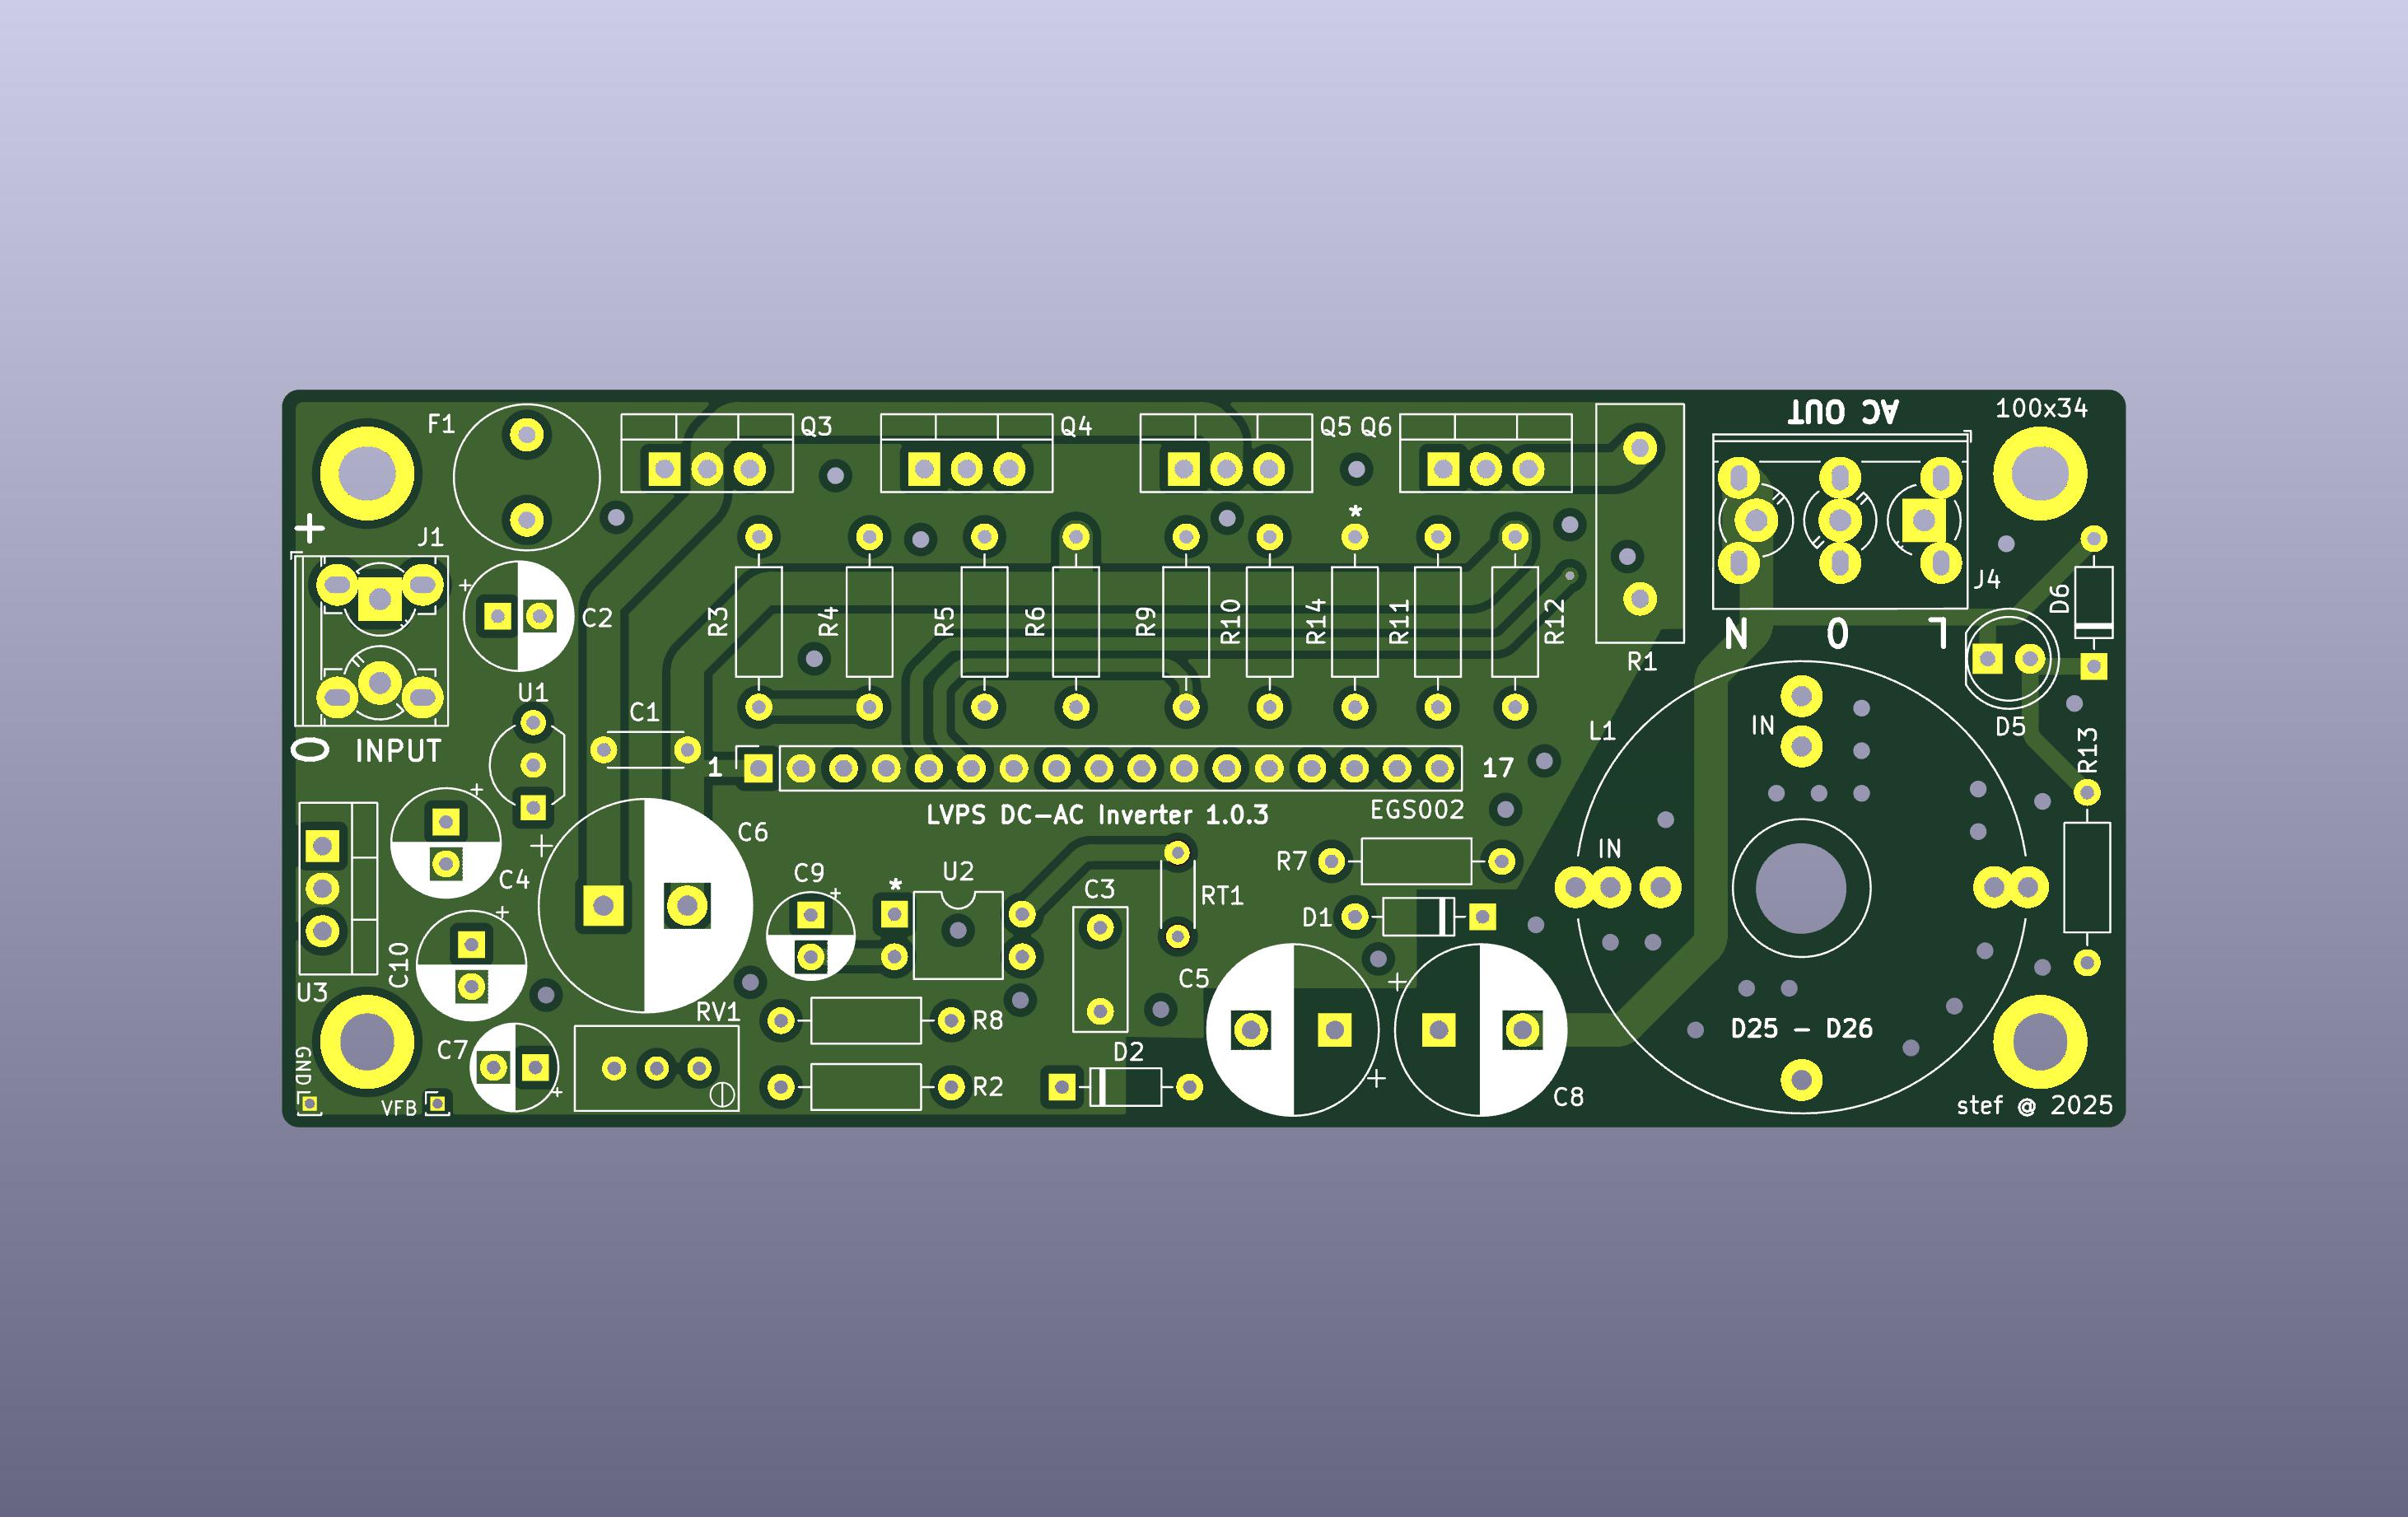 F1
Q3
Q4
Q5 Q6
AC OUT
100x34
+
J1
*
+
C2
R3
R4
R5
R6
R9
R10
R14
R11
R12
R1
N
O
L
J4
D6
O INPUT
U1
C1
1
17
L1
IN
D5
R13
LVPS DC-AC Inverter 1.0.3
EGS002
+
+
C6
C4
C9
+
*
U2
C3
RT1
R7
IN
D1
+
C10
U3
C5
+
RV1
R8
D25 - D26
C7
+
D2
R2
+
C8
GND
VFB
stef @ 2025